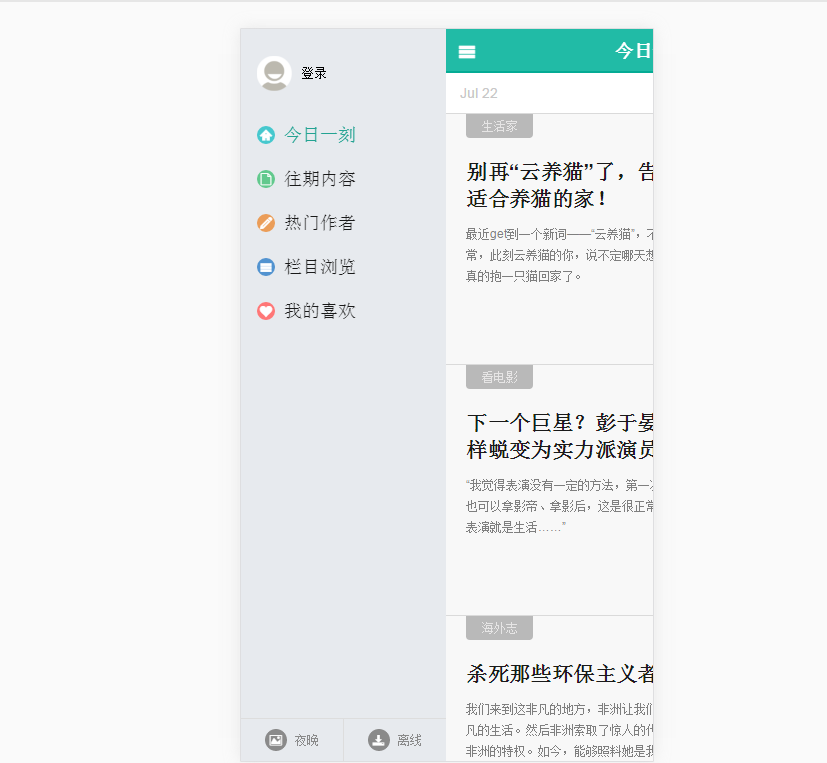 登录
今日一刻
往期内容
热门作者
栏目浏览
我的喜欢
夜晚
离线
今日
Jul 22
生活家
别再“云养猫”了，告
适合养猫的家！
最近get到一个新词——“云养猫”，不
常，此刻云养猫的你，说不定哪天想
真的抱一只猫回家了。
看电影
下一个巨星？彭于晏
样蜕变为实力派演员
“我觉得表演没有一定的方法，第一次
也可以拿影帝、拿影后，这是很正常
表演就是生活……”
海外志
杀死那些环保主义者
我们来到这非凡的地方，非洲让我们
凡的生活。然后非洲索取了惊人的代
非洲的特权。如今，能够照料她是我